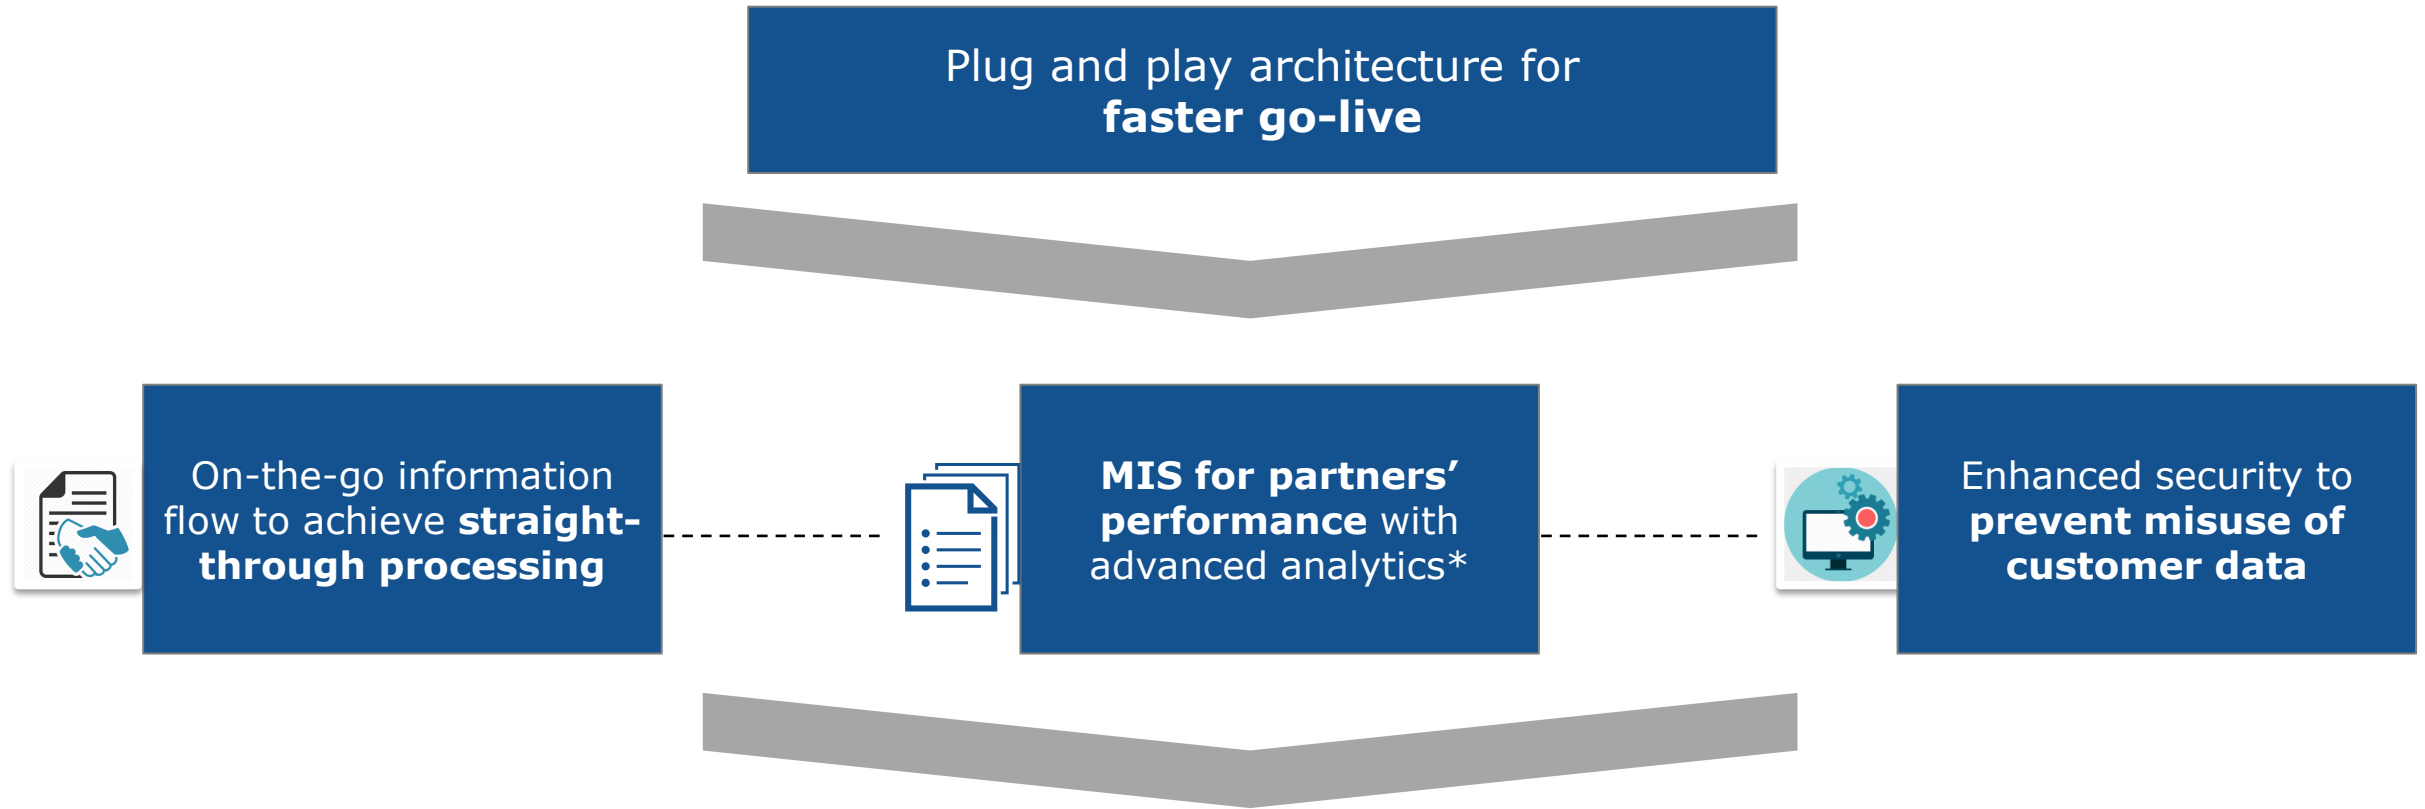 Plug and play architecture for
faster go-live
On-the-go information
flow to achieve straight-
through processing
MIS for partners’
performance with
advanced analytics*
Enhanced security to
prevent misuse of
customer data